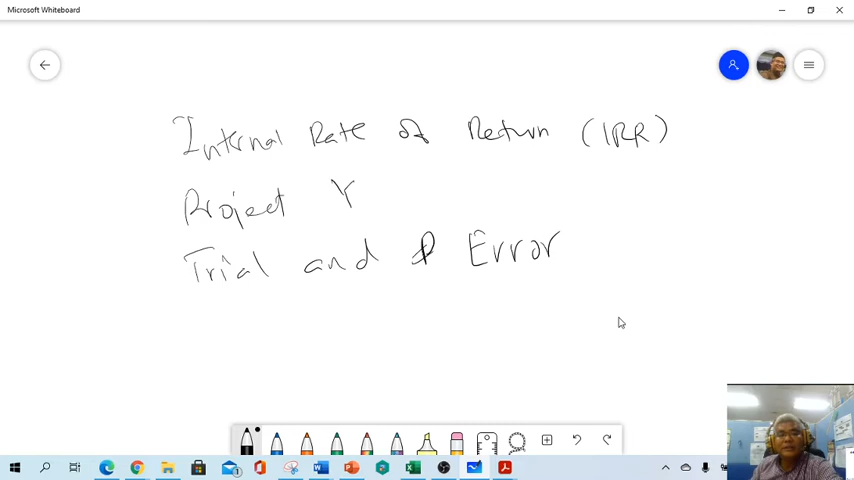 Microsoft Whiteboard
Internal Rate of Return (IRR)
Project Y
Trial and Error